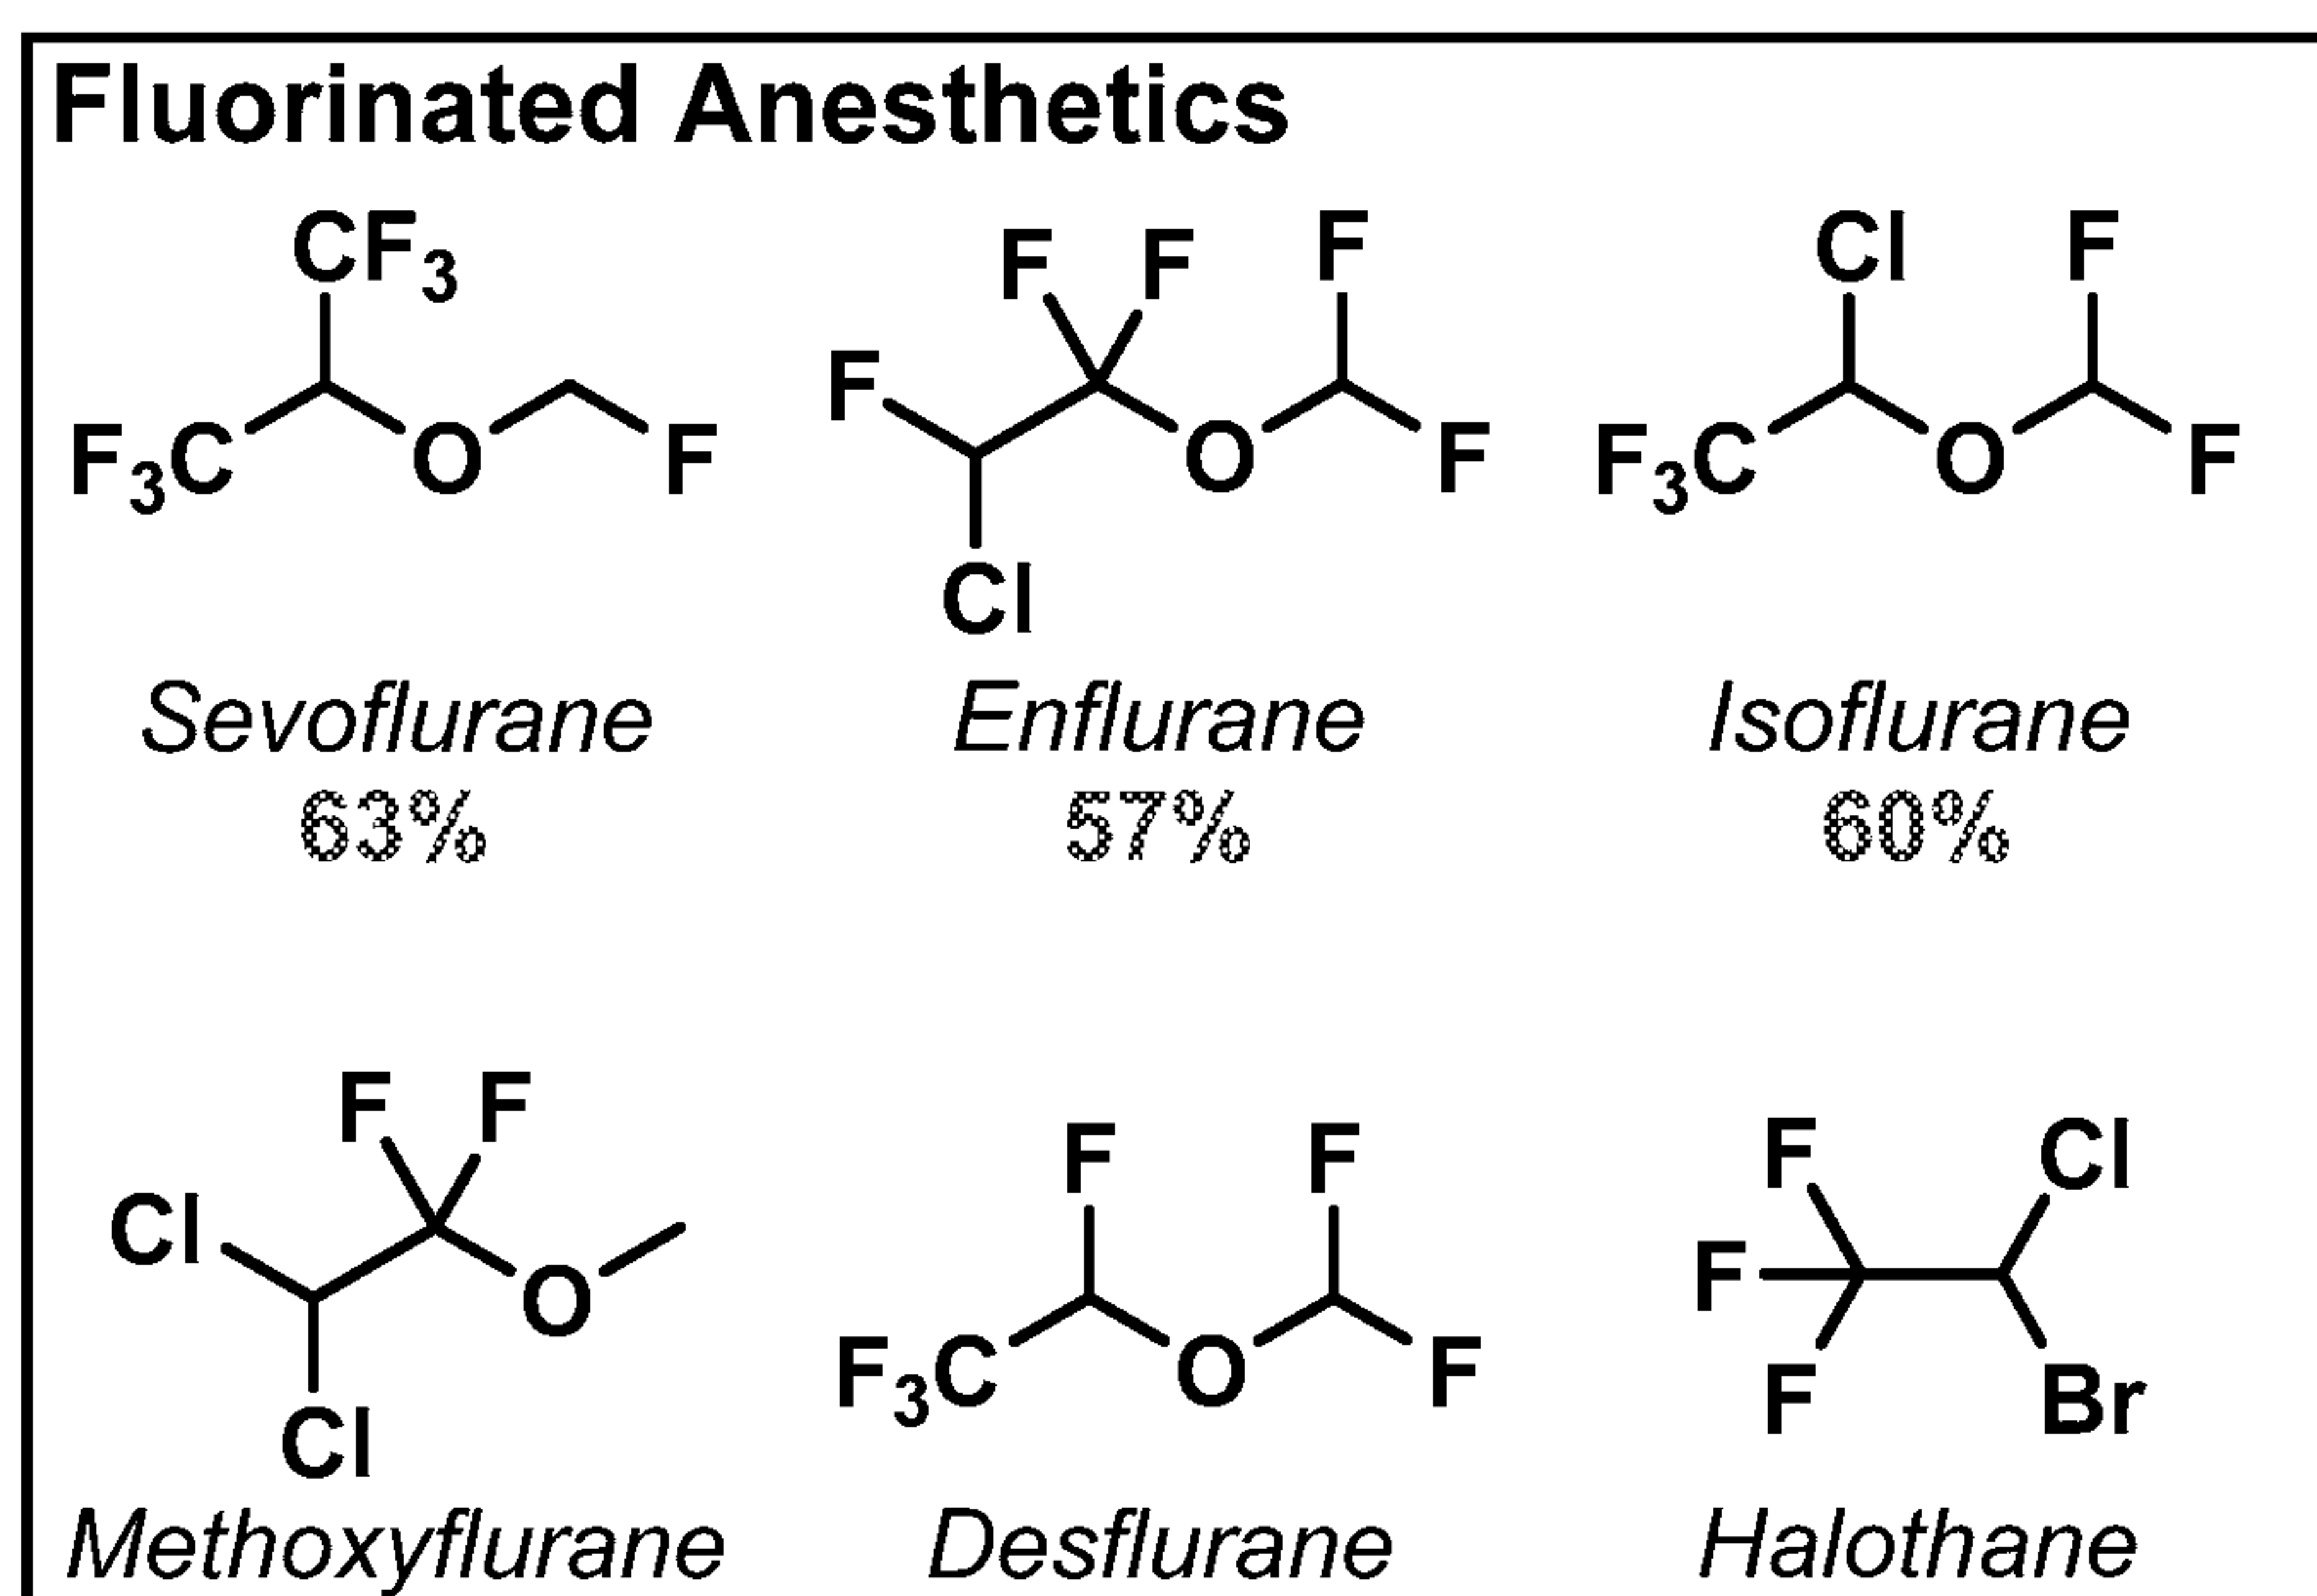 Fluorinated Anesthetics
CF3
F F F
Cl F
F
F3C O F
O F
F3C O F
Cl
Sevoflurane Enflurane Isoflurane
63% 57% 60%
F F
F F
F Cl
Cl
F
O
F3C O F
F Br
Cl
Methoxyflurane Desflurane Halothane